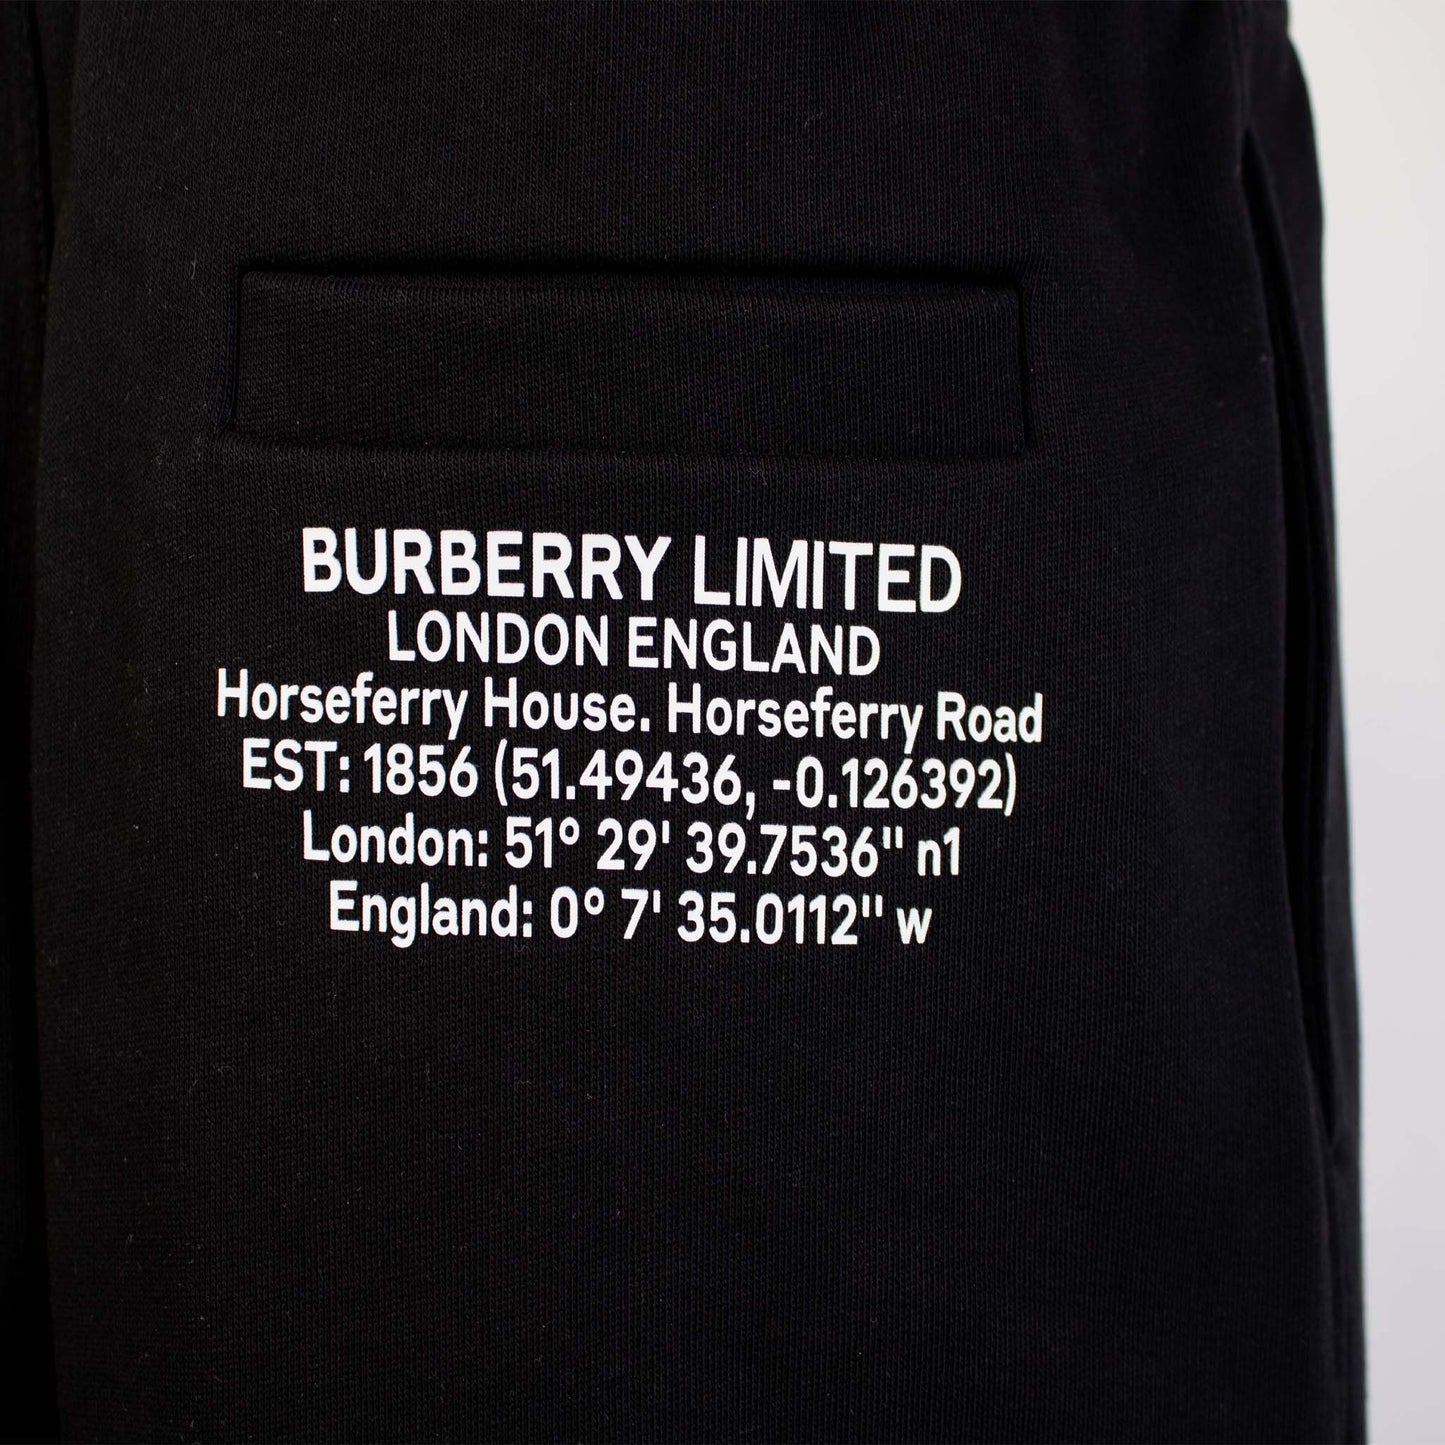 BURBERRY LIMITED
LONDON ENGLAND
Horseferry House. Horseferry Road
EST: 1856 (51.49436, -0.126392)
London: 51° 29' 39.7536" n1
England: 0° 7' 35.0112" w